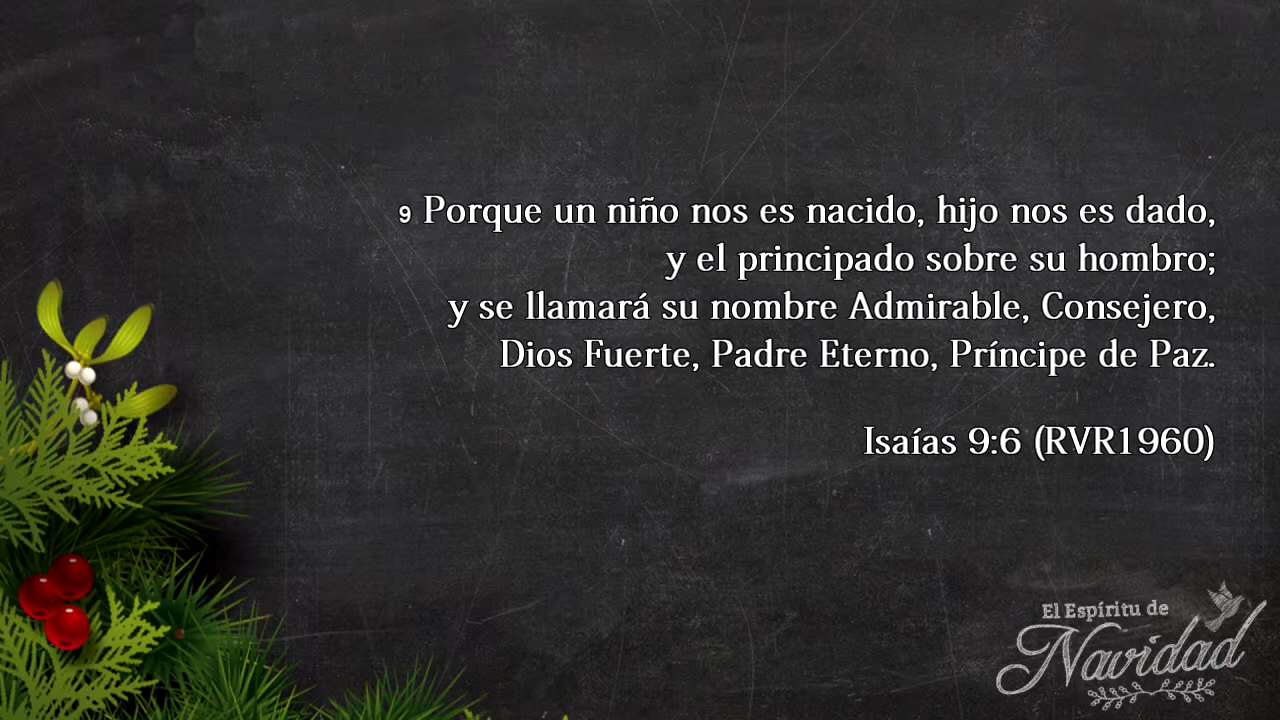 9 Porque un niño nos es nacido, hijo nos es dado,
y el principado sobre su hombro;
y se llamará su nombre Admirable, Consejero,
Dios Fuerte, Padre Eterno, Príncipe de Paz.
Isaías 9:6 (RVR1960)
El Espíritu de
Navidad